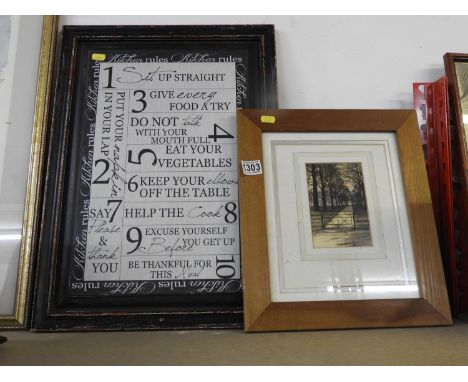 Kitchen rules Kitchen rules Kitchen rules
1 Sit UP STRAIGHT
2 PUT YOUR napkin IN YOUR LAP
3 GIVE every FOOD A TRY
4 DO NOT talk
WITH YOUR
MOUTH FULL
5 EAT YOUR
VEGETABLES
6 KEEP YOUR elbows
OFF THE TABLE
7 SAY
Please
&
thank
YOU
HELP THE Cook 8
9 EXCUSE YOURSELF
Before YOU GET UP
BE THANKFUL FOR
THIS Meal 10
Kitchen rules Kitchen rules
1303